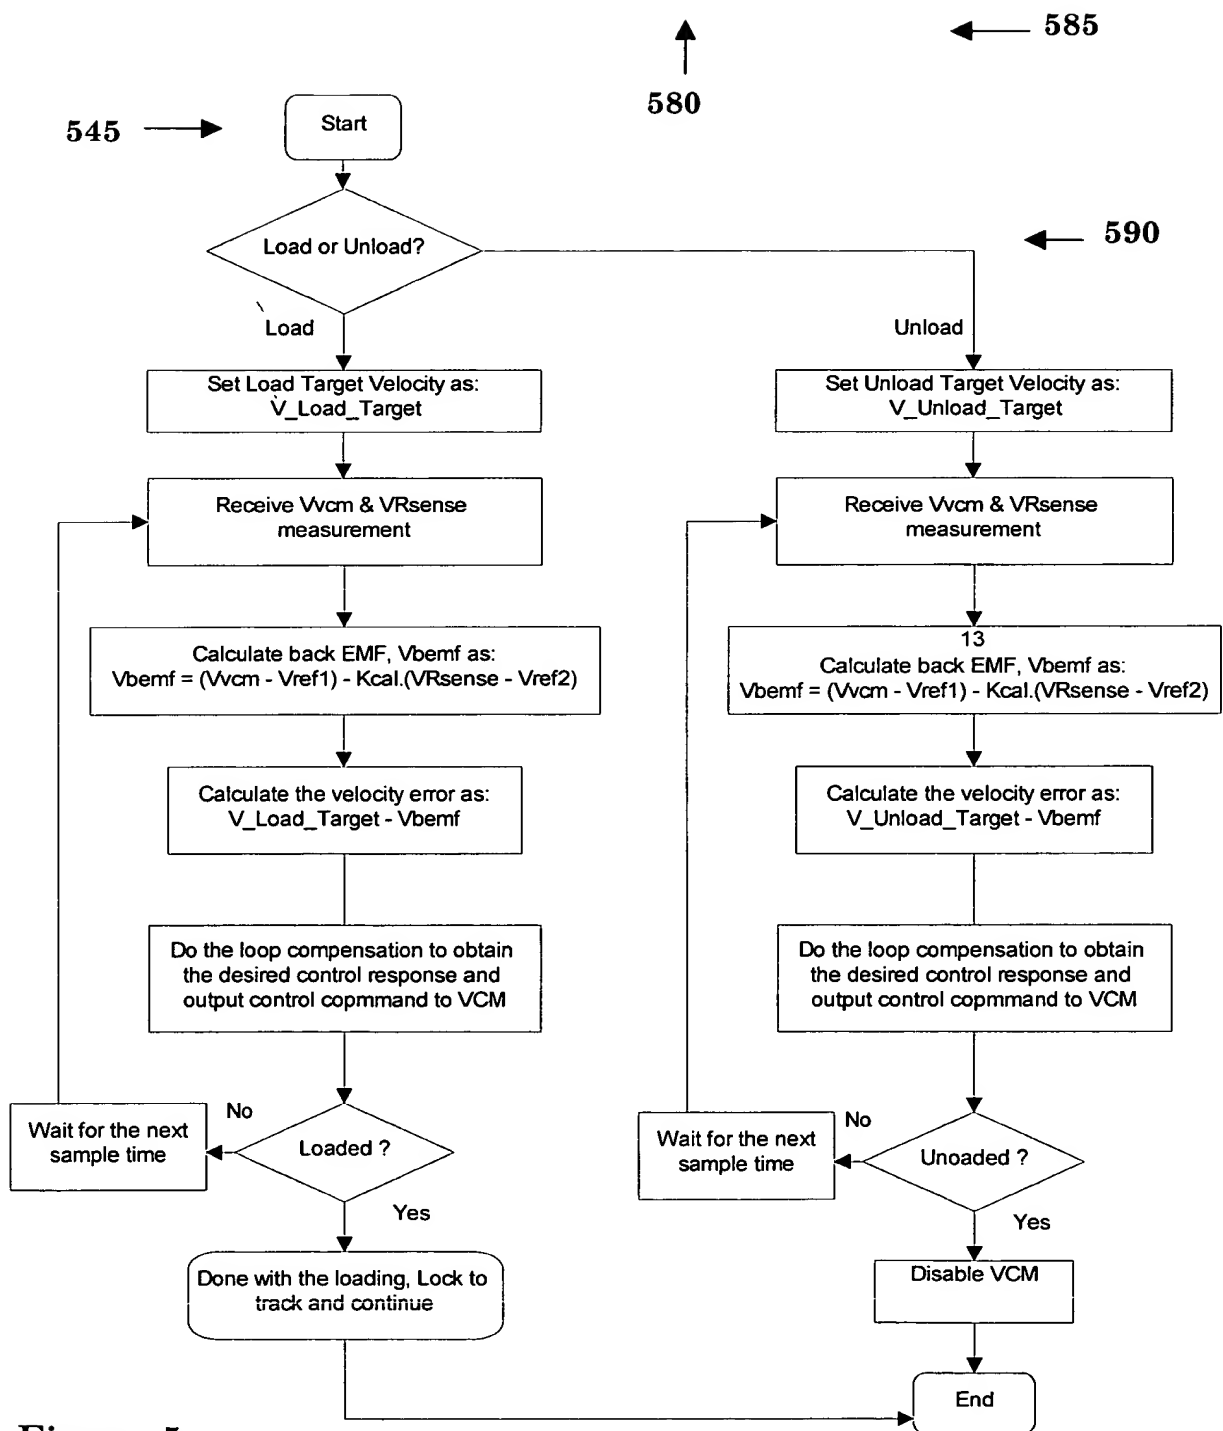 585
580
545
Start
590
Load or Unload?
Load
Unload
Set Load Target Velocity as:
V_Load_Target
Set Unload Target Velocity as:
V_Unload_Target
Receive Vvcm & VRsense
measurement
Receive Vvcm & VRsense
measurement
Calculate back EMF, Vbemf as:
Vbemf = (Vvcm - Vref1) - Kcal.(VRsense - Vref2)
13
Calculate back EMF, Vbemf as:
Vbemf = (Vvcm - Vref1) - Kcal.(VRsense - Vref2)
Calculate the velocity error as:
V_Load_Target - Vbemf
Calculate the velocity error as:
V_Unload_Target - Vbemf
Do the loop compensation to obtain
the desired control response and
output control copmmand to VCM
Do the loop compensation to obtain
the desired control response and
output control copmmand to VCM
No
Wait for the next
sample time
Loaded ?
Yes
No
Wait for the next
sample time
Unoaded ?
Yes
Done with the loading, Lock to
track and continue
Disable VCM
End